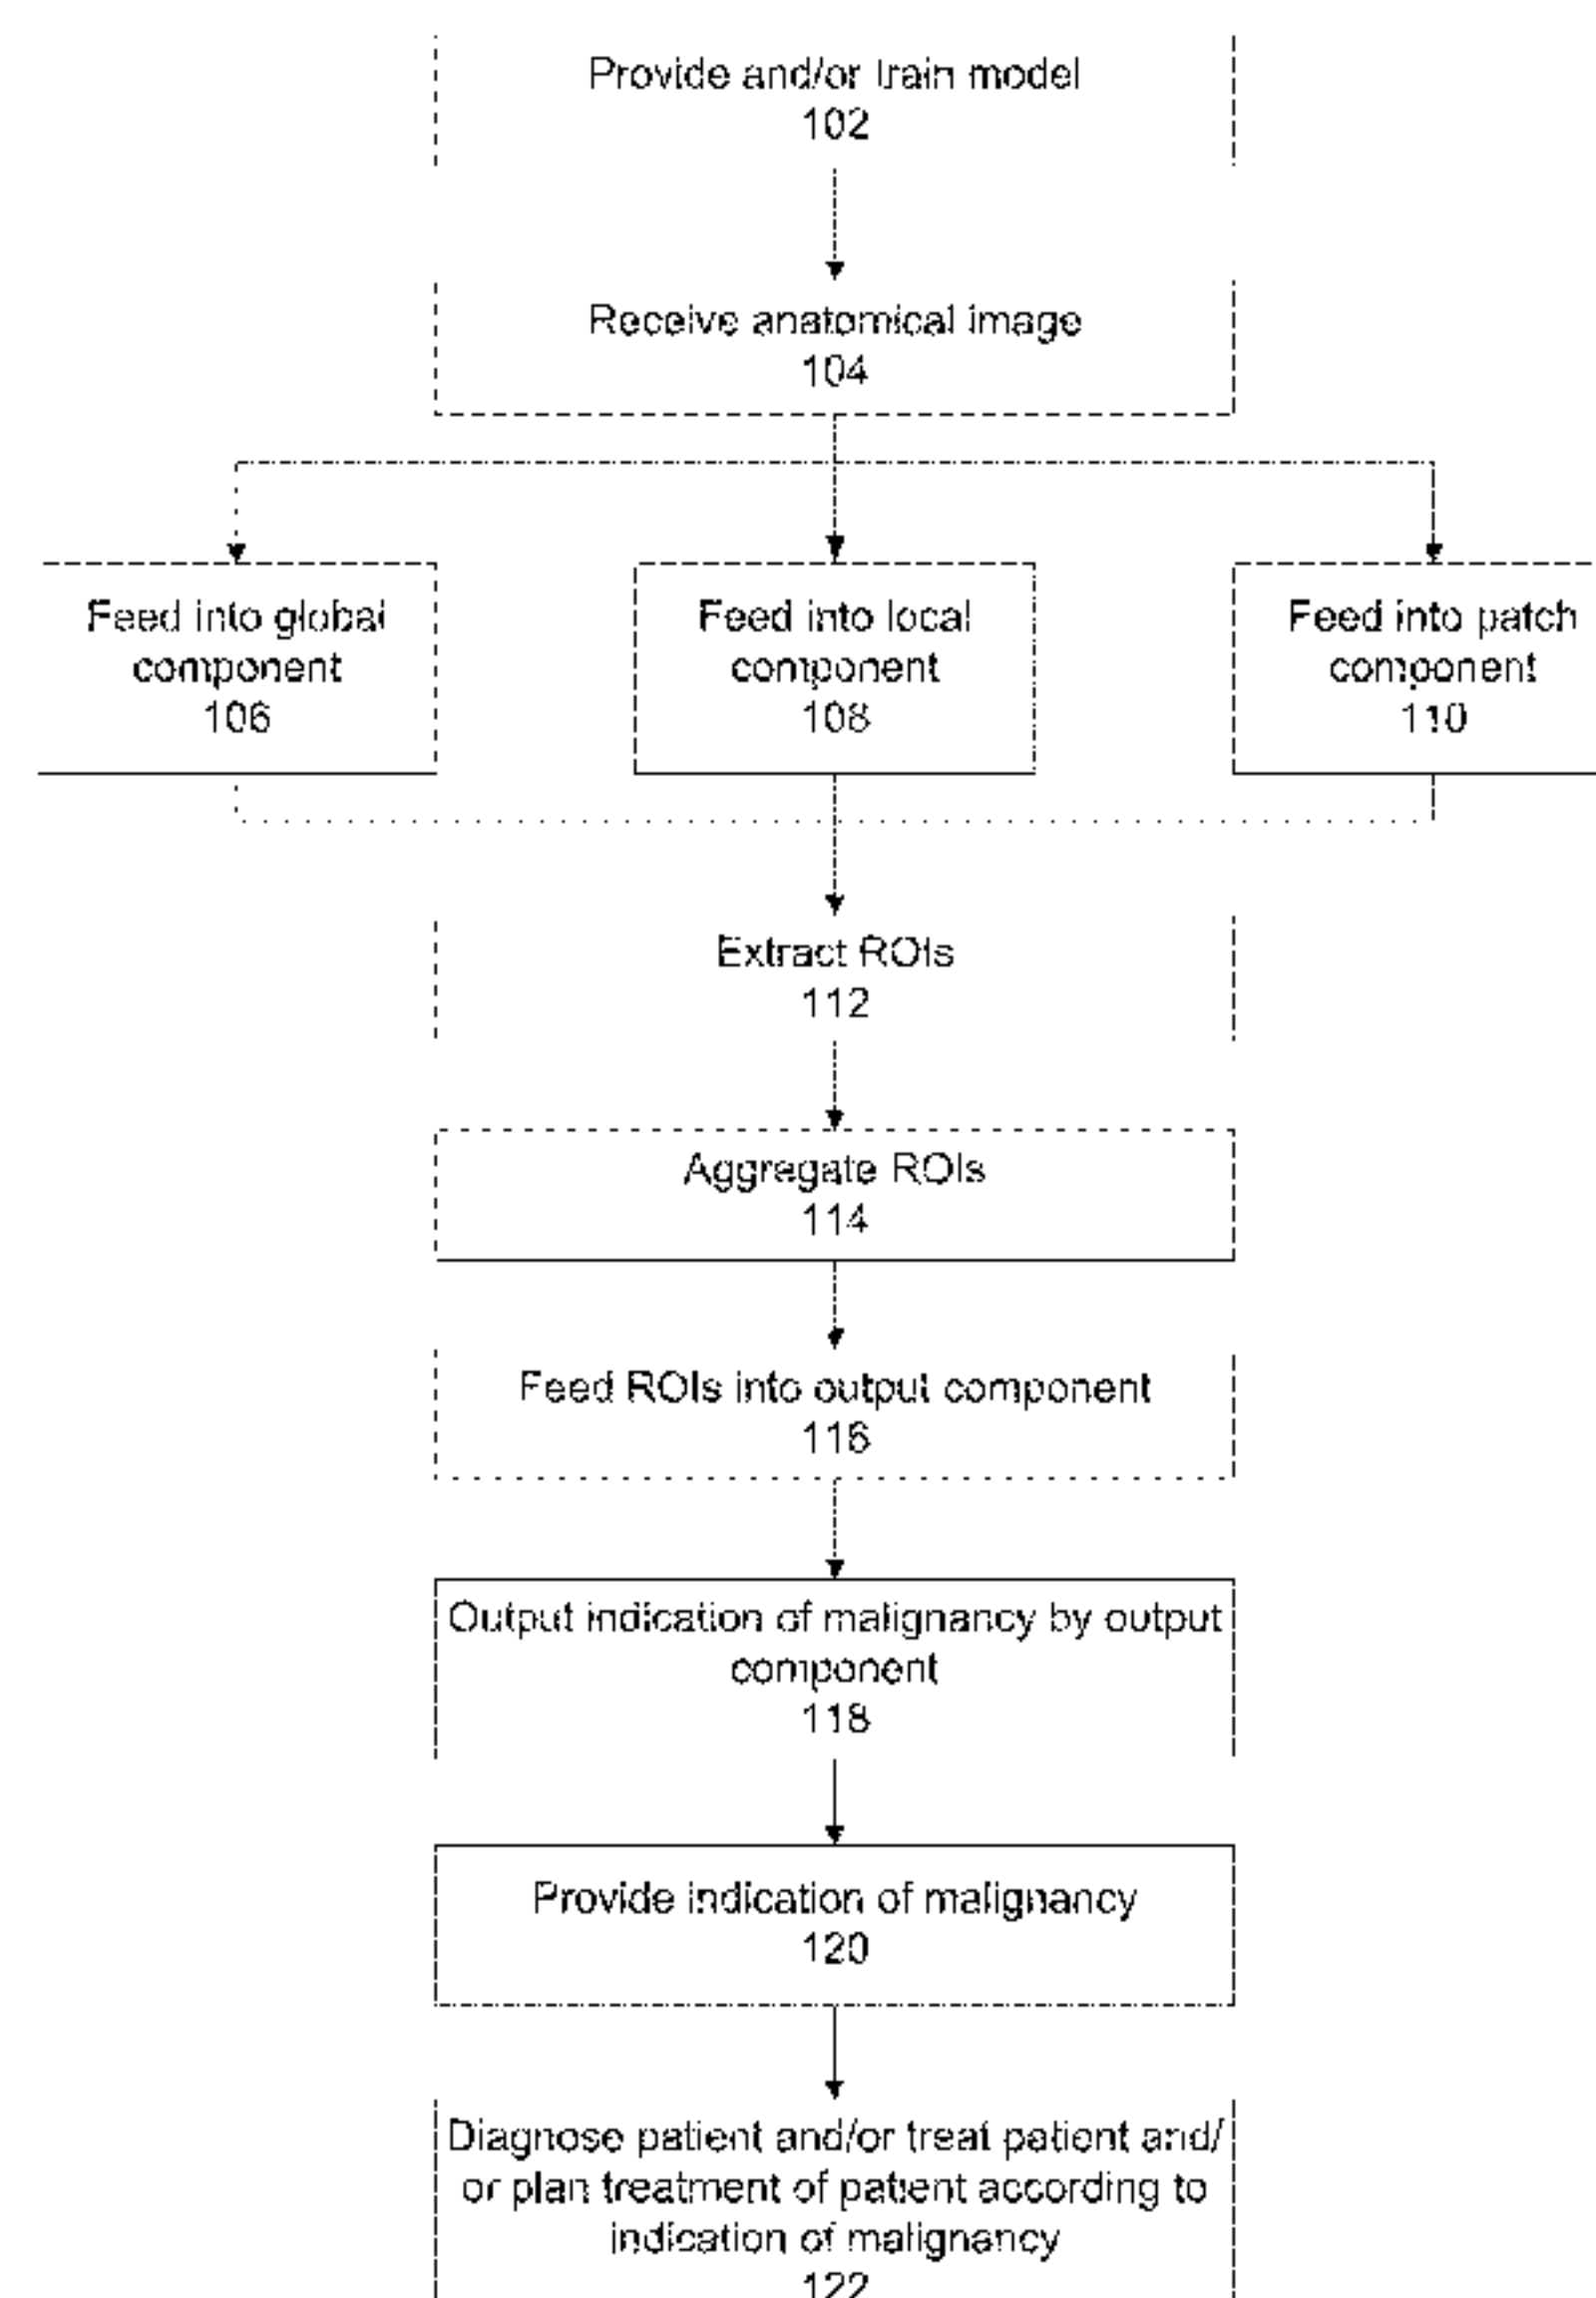 Provide and/or train model
102
Receive anatomical image
104
Feed into global
component
106
Feed into local
component
108
Feed into patch
component
110
Extract ROIs
112
Aggregate ROIs
114
Feed ROIs into output component
116
Output indication of malignancy by output
component
118
Provide indication of malignancy
120
Diagnose patient and/or treat patient and/
or plan treatment of patient according to
indication of malignancy
122